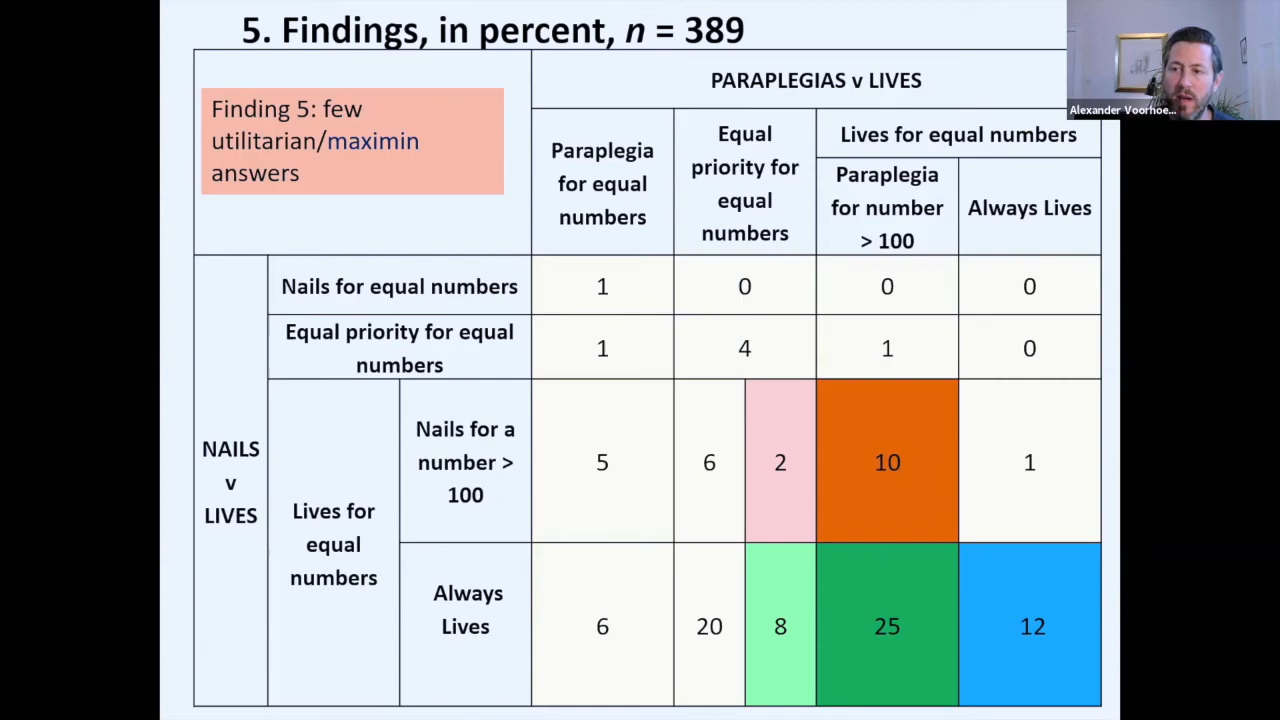 5. Findings, in percent, n = 389
Alexander Voorhoe...
Finding 5: few
utilitarian/maximin
answers
PARAPLEGIAS v LIVES
Paraplegia
for equal
numbers
Equal
priority for
equal
numbers
Lives for equal numbers
Paraplegia
for number
> 100
Always Lives
Nails for equal numbers
1
0
0
0
Equal priority for equal
numbers
1
4
1
0
NAILS
v
LIVES
Lives for
equal
numbers
Nails for a
number >
100
5
6
2
10
1
Always
Lives
6
20
8
25
12